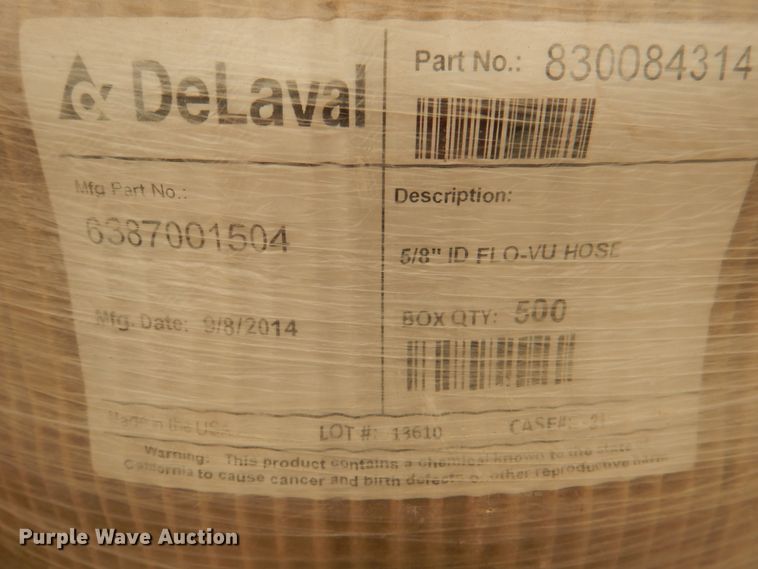 DeLaval
Part No.: 830084314
Mfg Part No.:
6387001504
Description:
5/8" ID FLO-VU HOSE
Mfg. Date: 9/8/2014
BOX QTY: 500
Made in the USA
LOT #: 13610
CASE#:
Warning: This product contains a chemical known to the state
California to cause cancer and birth defects or other reproductive harm
Purple Wave Auction